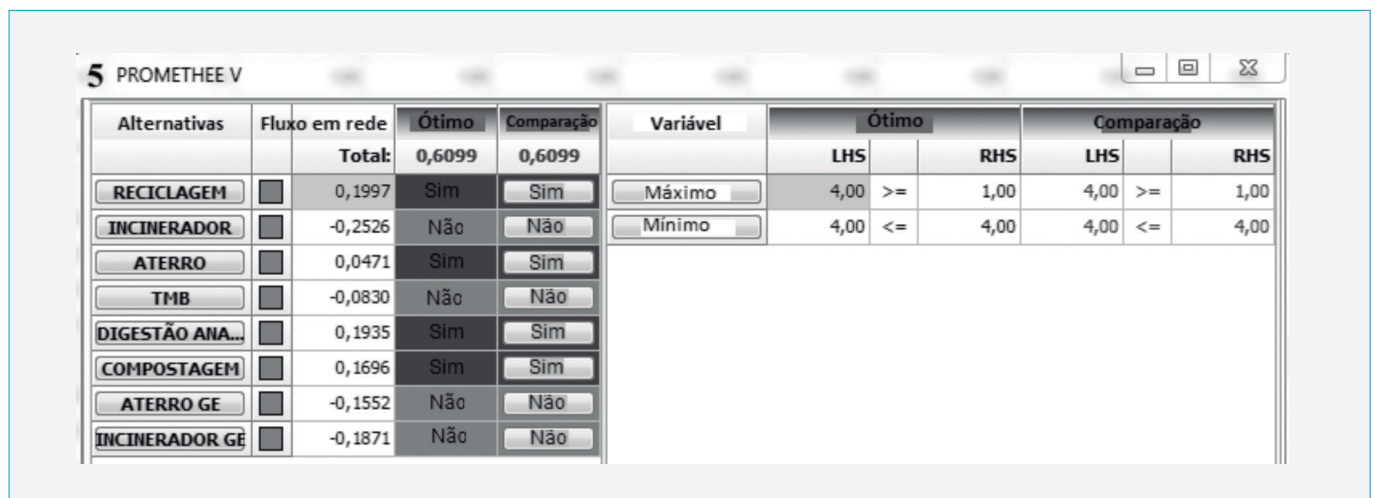 5 PROMETHEE V
Alternativas Fluxo em rede Ótimo Comparação Variável Ótimo Comparação
Total: 0,6099 0,6099 LHS RHS LHS RHS
RECICLAGEM 0,1997 Sim Sim Máximo 4,00 >= 1,00 4,00 >= 1,00
INCINERADOR -0,2526 Não Não Mínimo 4,00 <= 4,00 4,00 <= 4,00
ATERRO 0,0471 Sim Sim
TMB -0,0830 Não Não
DIGESTÃO ANA... 0,1935 Sim Sim
COMPOSTAGEM 0,1696 Sim Sim
ATERRO GE -0,1552 Não Não
INCINERADOR GE -0,1871 Não Não